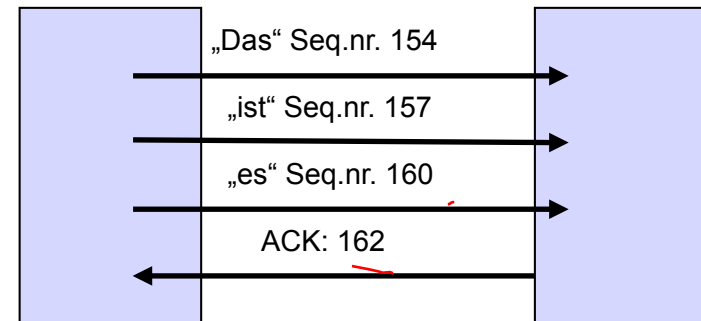 „Das“ Seq.nr. 154
„ist“ Seq.nr. 157
„es“ Seq.nr. 160
ACK: 162